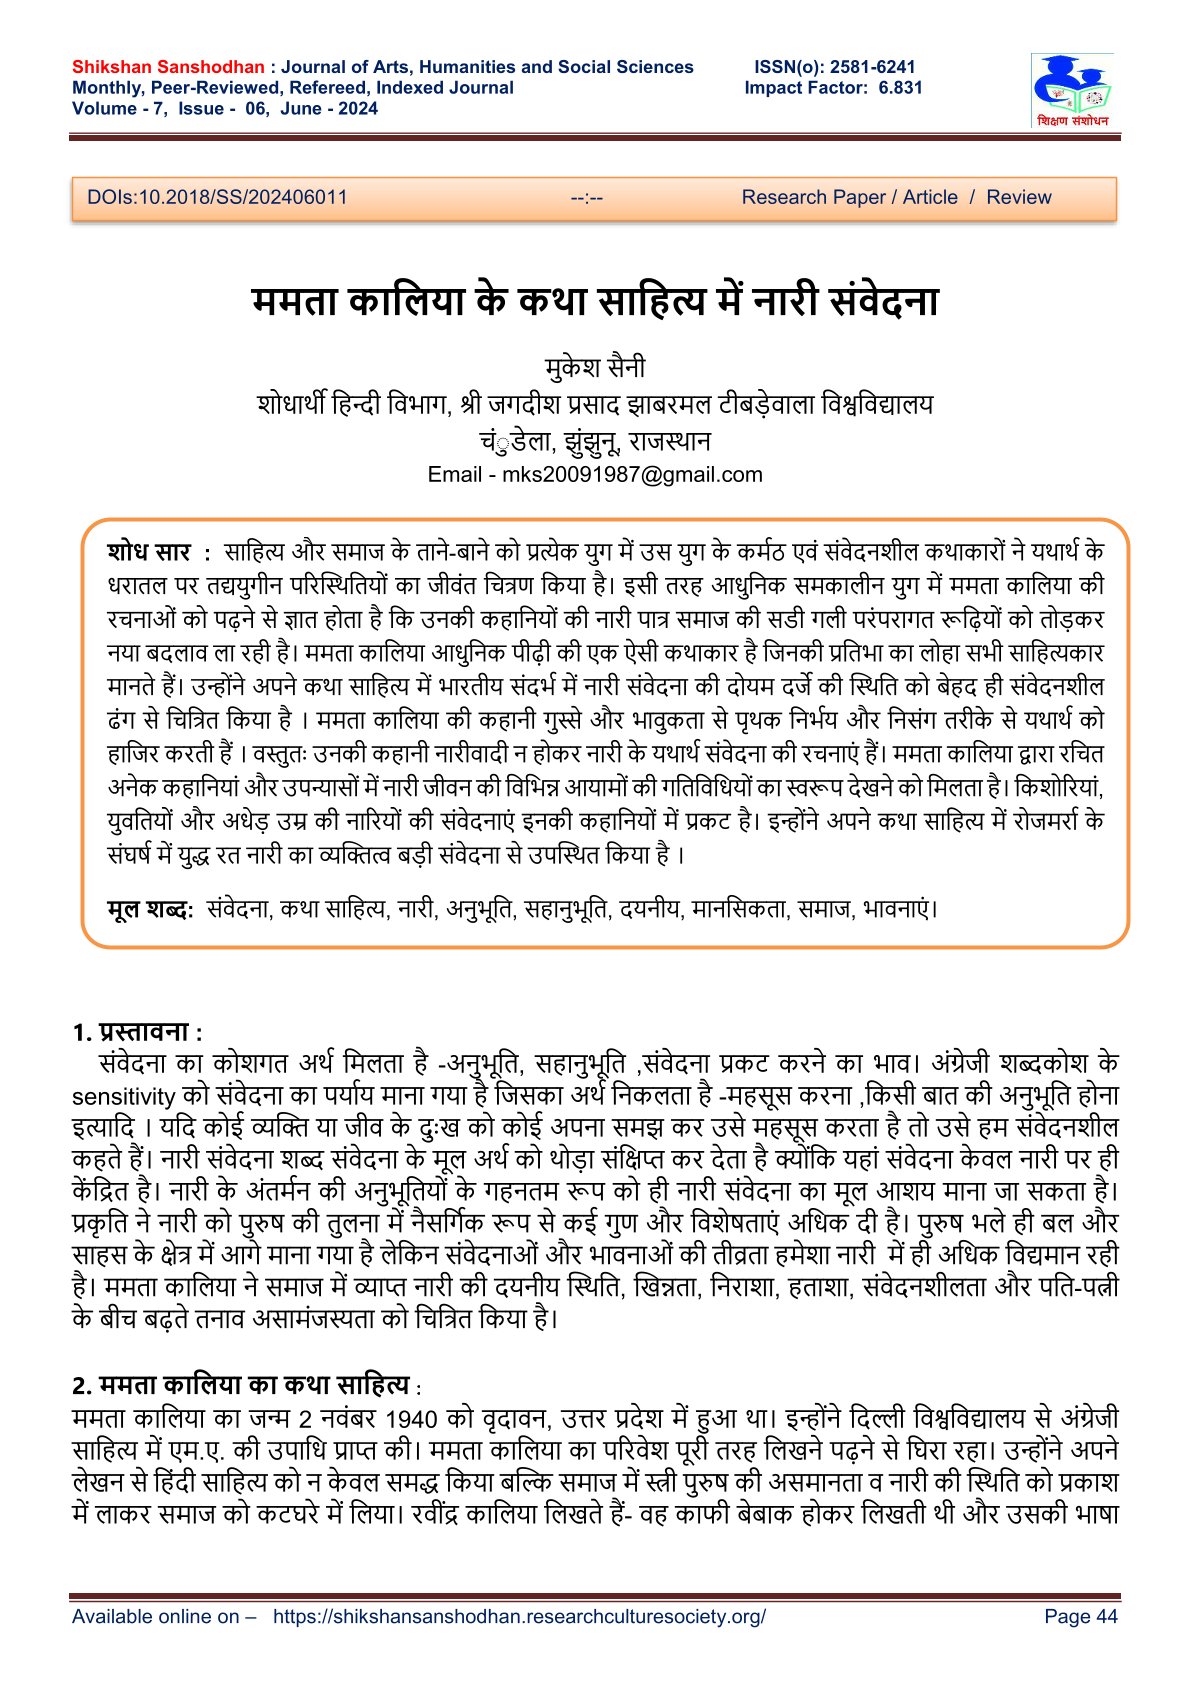 Shikshan Sanshodhan : Journal of Arts, Humanities and Social Sciences ISSN(o): 2581-6241
Monthly, Peer-Reviewed, Refereed, Indexed Journal Impact Factor: 6.831
Volume - 7, Issue - 06, June - 2024
शिक्षण संशोधन
DOIs:10.2018/SS/202406011 --:-- Research Paper / Article / Review
ममता कालिया के कथा साहित्य में नारी संवेदना
मुकेश सैनी
शोधार्थी हिन्दी विभाग, श्री जगदीश प्रसाद झाबरमल टीबड़ेवाला विश्वविद्यालय
चंुडेला, झुंझुनू, राजस्थान
Email - mks20091987@gmail.com
शोध सार : साहित्य और समाज के ताने-बाने को प्रत्येक युग में उस युग के कर्मठ एवं संवेदनशील कथाकारों ने यथार्थ के
धरातल पर तद्ययुगीन परिस्थितियों का जीवंत चित्रण किया है। इसी तरह आधुनिक समकालीन युग में ममता कालिया की
रचनाओं को पढ़ने से ज्ञात होता है कि उनकी कहानियों की नारी पात्र समाज की सडी गली परंपरागत रूढ़ियों को तोड़कर
नया बदलाव ला रही है। ममता कालिया आधुनिक पीढ़ी की एक ऐसी कथाकार है जिनकी प्रतिभा का लोहा सभी साहित्यकार
मानते हैं। उन्होंने अपने कथा साहित्य में भारतीय संदर्भ में नारी संवेदना की दोयम दर्जे की स्थिति को बेहद ही संवेदनशील
ढंग से चित्रित किया है । ममता कालिया की कहानी गुस्से और भावुकता से पृथक निर्भय और निसंग तरीके से यथार्थ को
हाजिर करती हैं । वस्तुतः उनकी कहानी नारीवादी न होकर नारी के यथार्थ संवेदना की रचनाएं हैं। ममता कालिया द्वारा रचित
अनेक कहानियां और उपन्यासों में नारी जीवन की विभिन्न आयामों की गतिविधियों का स्वरूप देखने को मिलता है। किशोरियां,
युवतियों और अधेड़ उम्र की नारियों की संवेदनाएं इनकी कहानियों में प्रकट है। इन्होंने अपने कथा साहित्य में रोजमर्रा के
संघर्ष में युद्ध रत नारी का व्यक्तित्व बड़ी संवेदना से उपस्थित किया है ।
मूल शब्द: संवेदना, कथा साहित्य, नारी, अनुभूति, सहानुभूति, दयनीय, मानसिकता, समाज, भावनाएं।
1. प्रस्तावना :
संवेदना का कोशगत अर्थ मिलता है -अनुभूति, सहानुभूति ,संवेदना प्रकट करने का भाव। अंग्रेजी शब्दकोश के
sensitivity को संवेदना का पर्याय माना गया है जिसका अर्थ निकलता है -महसूस करना ,किसी बात की अनुभूति होना
इत्यादि । यदि कोई व्यक्ति या जीव के दुःख को कोई अपना समझ कर उसे महसूस करता है तो उसे हम संवेदनशील
कहते हैं। नारी संवेदना शब्द संवेदना के मूल अर्थ को थोड़ा संक्षिप्त कर देता है क्योंकि यहां संवेदना केवल नारी पर ही
केंद्रित है। नारी के अंतर्मन की अनुभूतियों के गहनतम रूप को ही नारी संवेदना का मूल आशय माना जा सकता है।
प्रकृति ने नारी को पुरुष की तुलना में नैसर्गिक रूप से कई गुण और विशेषताएं अधिक दी है। पुरुष भले ही बल और
साहस के क्षेत्र में आगे माना गया है लेकिन संवेदनाओं और भावनाओं की तीव्रता हमेशा नारी में ही अधिक विद्यमान रही
है। ममता कालिया ने समाज में व्याप्त नारी की दयनीय स्थिति, खिन्नता, निराशा, हताशा, संवेदनशीलता और पति-पत्नी
के बीच बढ़ते तनाव असामंजस्यता को चित्रित किया है।
2. ममता कालिया का कथा साहित्य :
ममता कालिया का जन्म 2 नवंबर 1940 को वृदावन, उत्तर प्रदेश में हुआ था। इन्होंने दिल्ली विश्वविद्यालय से अंग्रेजी
साहित्य में एम.ए. की उपाधि प्राप्त की। ममता कालिया का परिवेश पूरी तरह लिखने पढ़ने से घिरा रहा। उन्होंने अपने
लेखन से हिंदी साहित्य को न केवल समद्ध किया बल्कि समाज में स्त्री पुरुष की असमानता व नारी की स्थिति को प्रकाश
में लाकर समाज को कटघरे में लिया। रवींद्र कालिया लिखते हैं- वह काफी बेबाक होकर लिखती थी और उसकी भाषा
Available online on – https://shikshansanshodhan.researchculturesociety.org/ Page 44